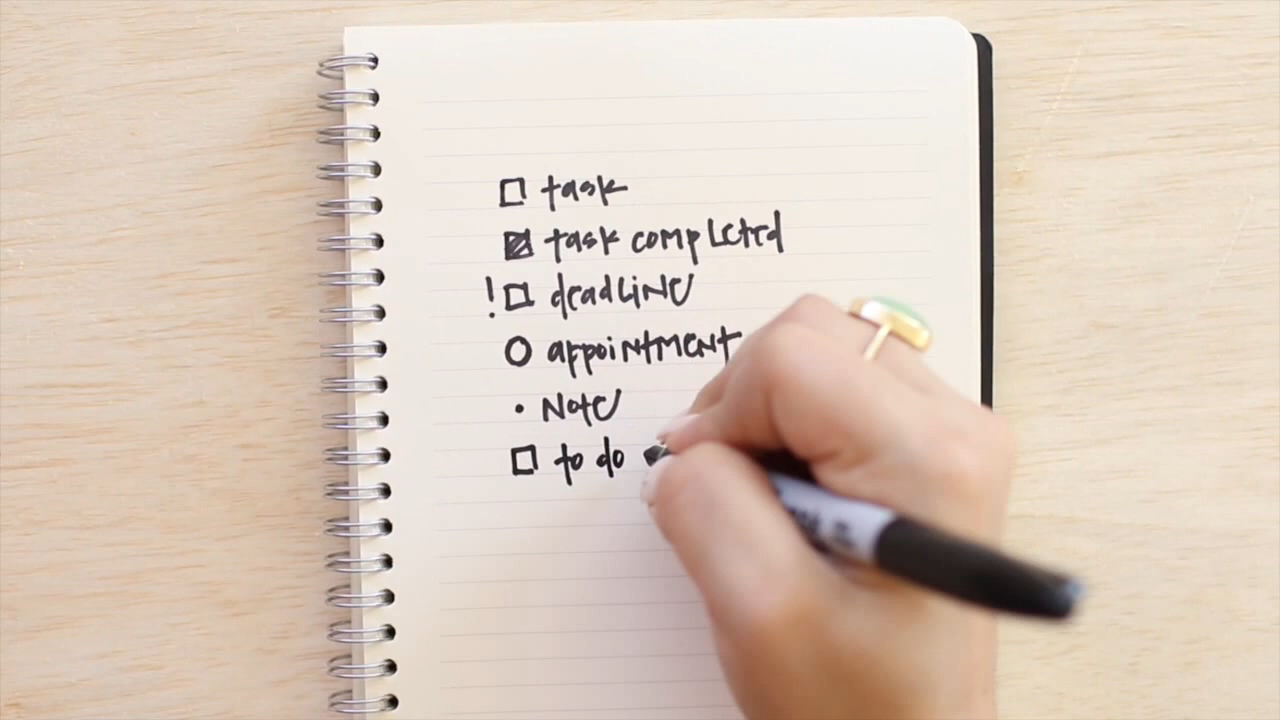 ☐ task
▨ task completed
! ☐ deadline
○ appointment
• Note
☐ to do